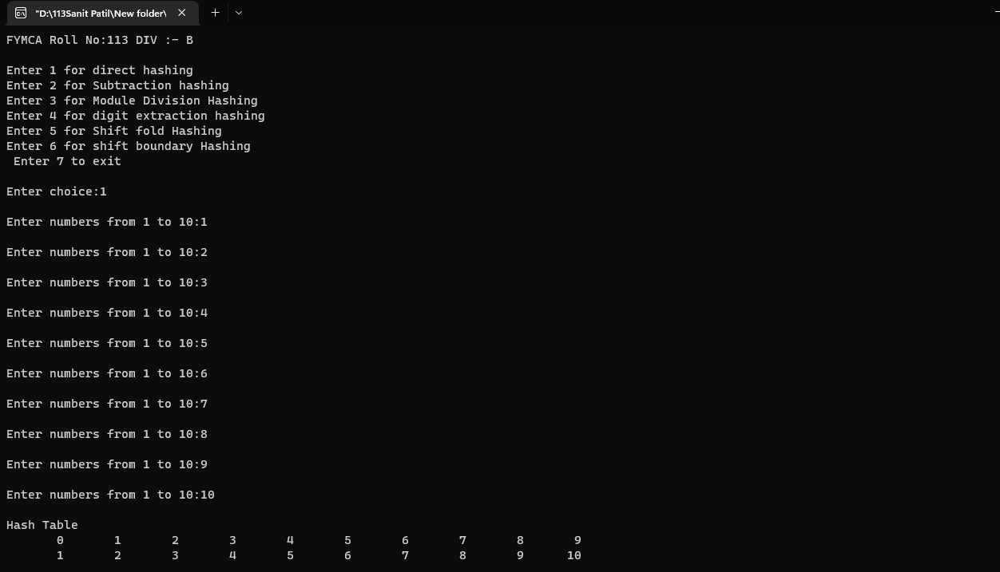 "D:\113Sanit Patil\New folder\
FYMCA Roll No:113 DIV :- B
Enter 1 for direct hashing
Enter 2 for Subtraction hashing
Enter 3 for Module Division Hashing
Enter 4 for digit extraction hashing
Enter 5 for Shift fold Hashing
Enter 6 for shift boundary Hashing
Enter 7 to exit
Enter choice:1
Enter numbers from 1 to 10:1
Enter numbers from 1 to 10:2
Enter numbers from 1 to 10:3
Enter numbers from 1 to 10:4
Enter numbers from 1 to 10:5
Enter numbers from 1 to 10:6
Enter numbers from 1 to 10:7
Enter numbers from 1 to 10:8
Enter numbers from 1 to 10:9
Enter numbers from 1 to 10:10
Hash Table
0 1 2 3 4 5 6 7 8 9
1 2 3 4 5 6 7 8 9 10